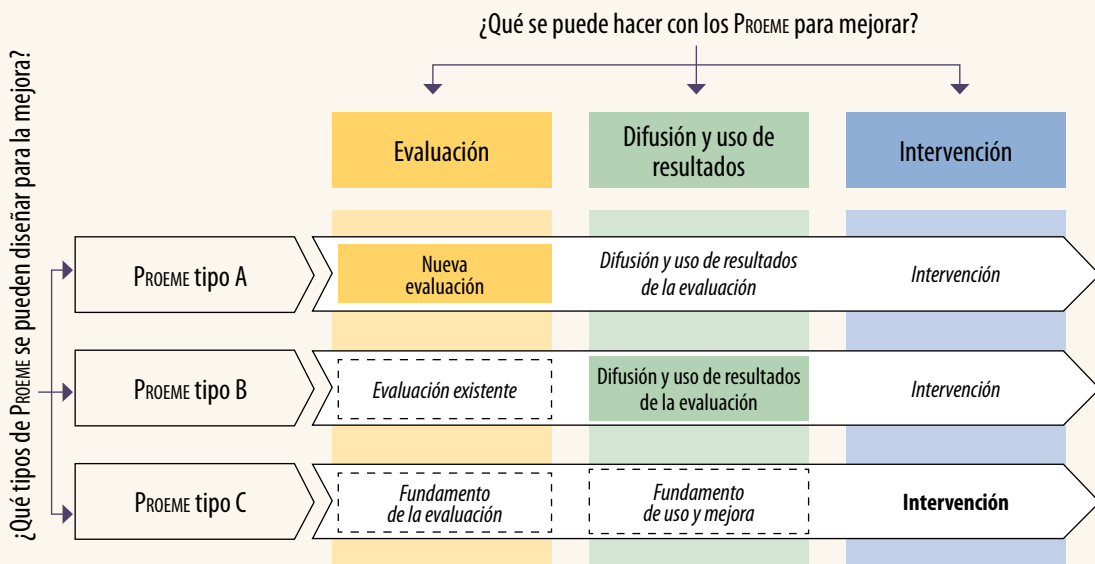 ¿Qué se puede hacer con los PROEME para mejorar?
¿Qué tipos de PROEME se pueden diseñar para la mejora?
Evaluación
Difusión y uso de
resultados
Intervención
PROEME tipo A
Nueva
evaluación
Difusión y uso de resultados
de la evaluación
Intervención
PROEME tipo B
Evaluación existente
Difusión y uso de resultados
de la evaluación
Intervención
PROEME tipo C
Fundamento
de la evaluación
Fundamento
de uso y mejora
Intervención